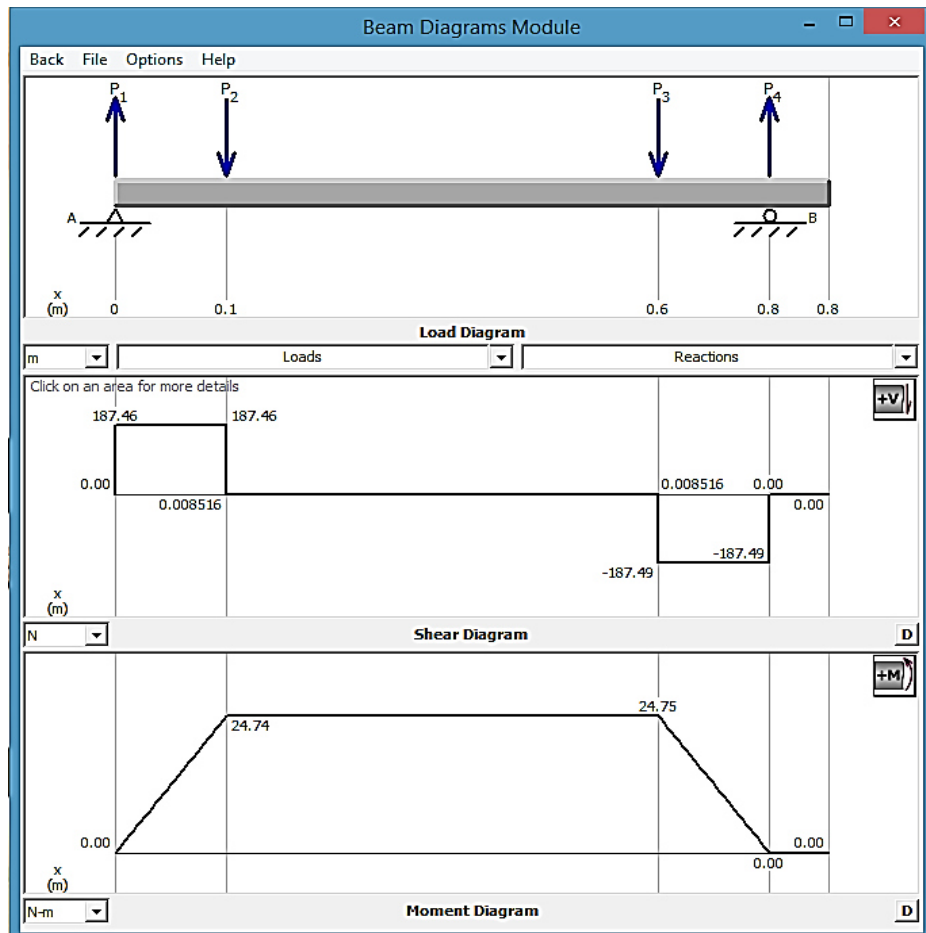 Beam Diagrams Module
Back File Options Help
P1 P2 P3 P4
A B
x
(m) 0 0.1 0.6 0.8 0.8
Load Diagram
m Loads Reactions
Click on an area for more details
+V
187.46 187.46
0.00 0.008516 0.00
0.008516 0.00
-187.49
-187.49
x
(m)
N Shear Diagram D
+M
24.75
24.74
0.00 0.00
0.00
x
(m)
N-m Moment Diagram D